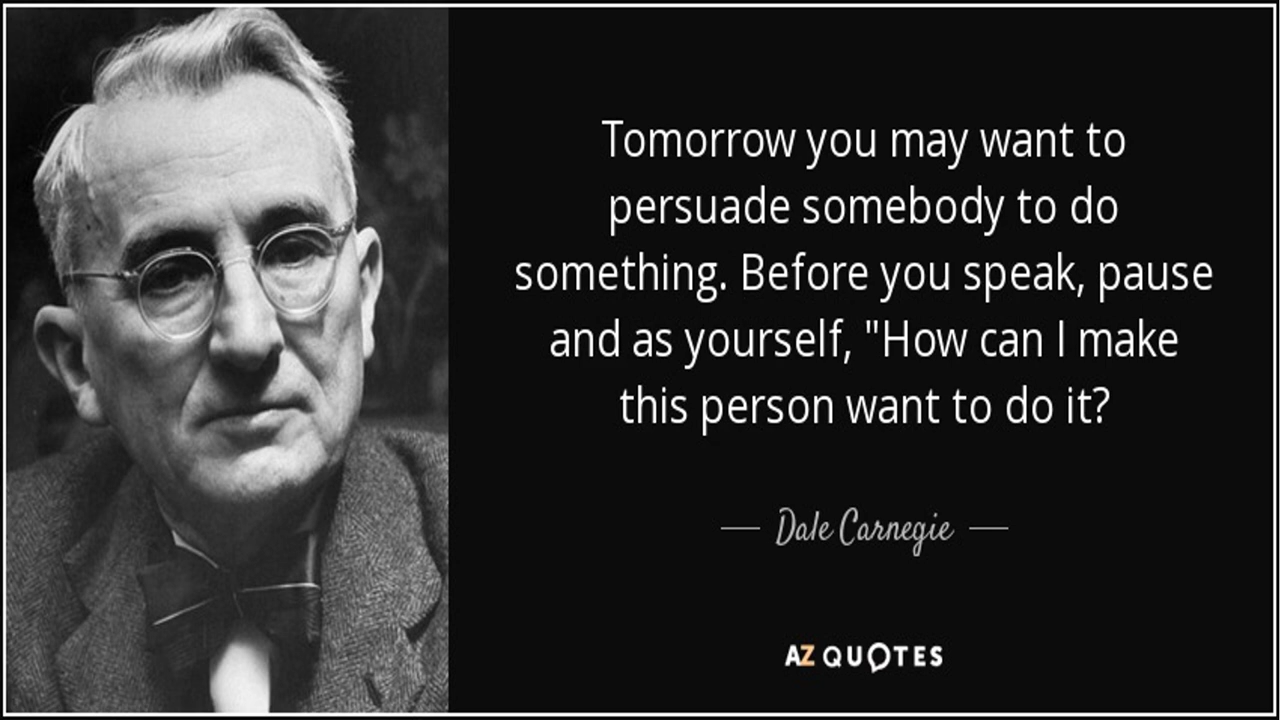 Tomorrow you may want to
persuade somebody to do
something. Before you speak, pause
and as yourself, "How can I make
this person want to do it?
Dale Carnegie
AZ QUOTES